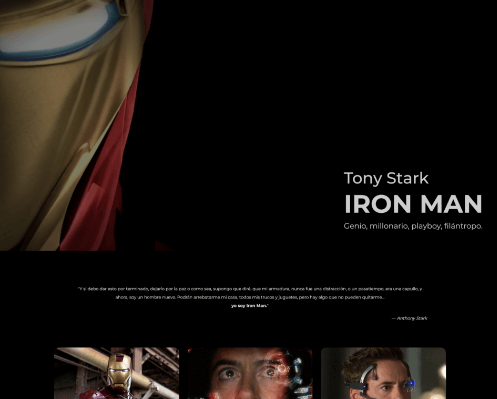 Tony Stark
IRON MAN
Genio, millonario, playboy, filántropo.
"Y si debo dar esto por terminado, dejarlo por la paz o como sea, supongo que diré, que mi armadura, nunca fue una distracción, o un pasatiempo, era una capullo, y
ahora, soy un hombre nuevo. Podrán arrebatarme mi casa, todos mis trucos y juguetes, pero hay algo que no pueden quitarme...
yo soy Iron Man."
— Anthony Stark